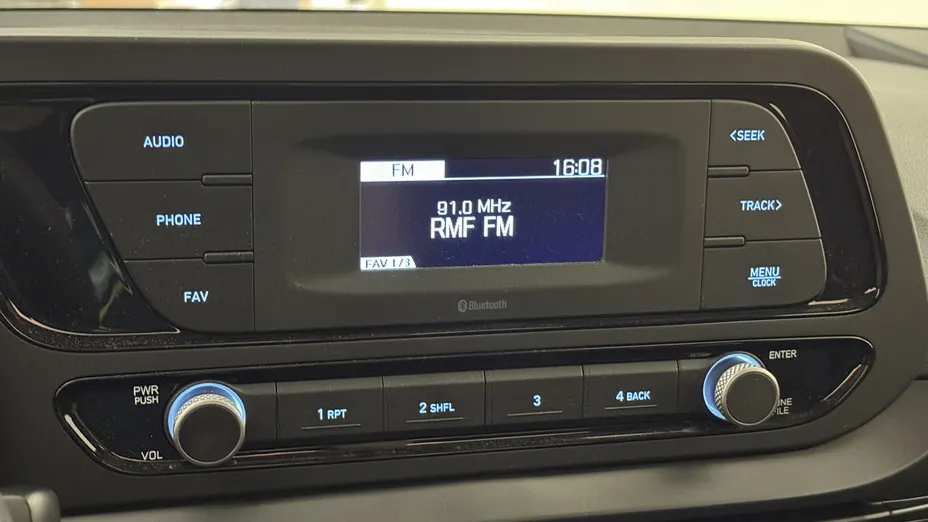 AUDIO
PHONE
FAV
FM 16:08
91.0 MHz
RMF FM
FAV 1/3
Bluetooth
<SEEK
TRACK>
MENU
CLOCK
PWR
PUSH
VOL
1 RPT
2 SHFL
3
4 BACK
ENTER
FILE